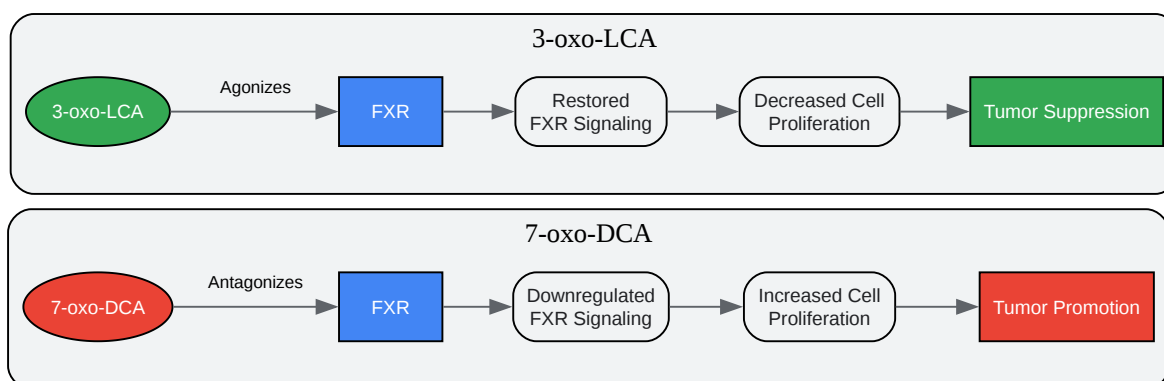 3-oxo-LCA
3-oxo-LCA
Agonizes
FXR
Restored
FXR Signaling
Decreased Cell
Proliferation
Tumor Suppression
7-oxo-DCA
7-oxo-DCA
Antagonizes
FXR
Downregulated
FXR Signaling
Increased Cell
Proliferation
Tumor Promotion